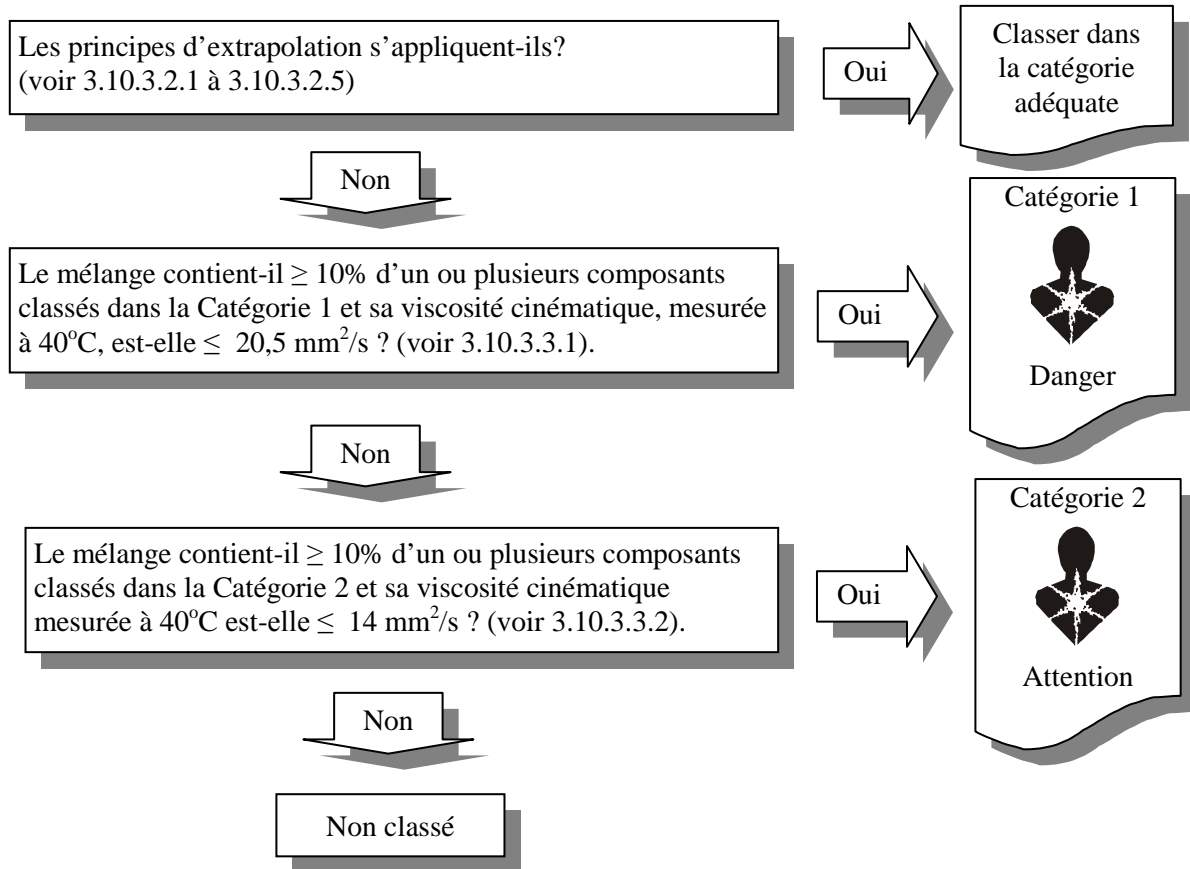 Les principes d’extrapolation s’appliquent-ils?
(voir 3.10.3.2.1 à 3.10.3.2.5)
Oui
Classer dans
la catégorie
adéquate
Non
Le mélange contient-il ≥ 10% d’un ou plusieurs composants
classés dans la Catégorie 1 et sa viscosité cinématique, mesurée
à 40°C, est-elle ≤ 20,5 mm²/s ? (voir 3.10.3.3.1).
Oui
Catégorie 1
Danger
Non
Le mélange contient-il ≥ 10% d’un ou plusieurs composants
classés dans la Catégorie 2 et sa viscosité cinématique
mesurée à 40°C est-elle ≤ 14 mm²/s ? (voir 3.10.3.3.2).
Oui
Catégorie 2
Attention
Non
Non classé